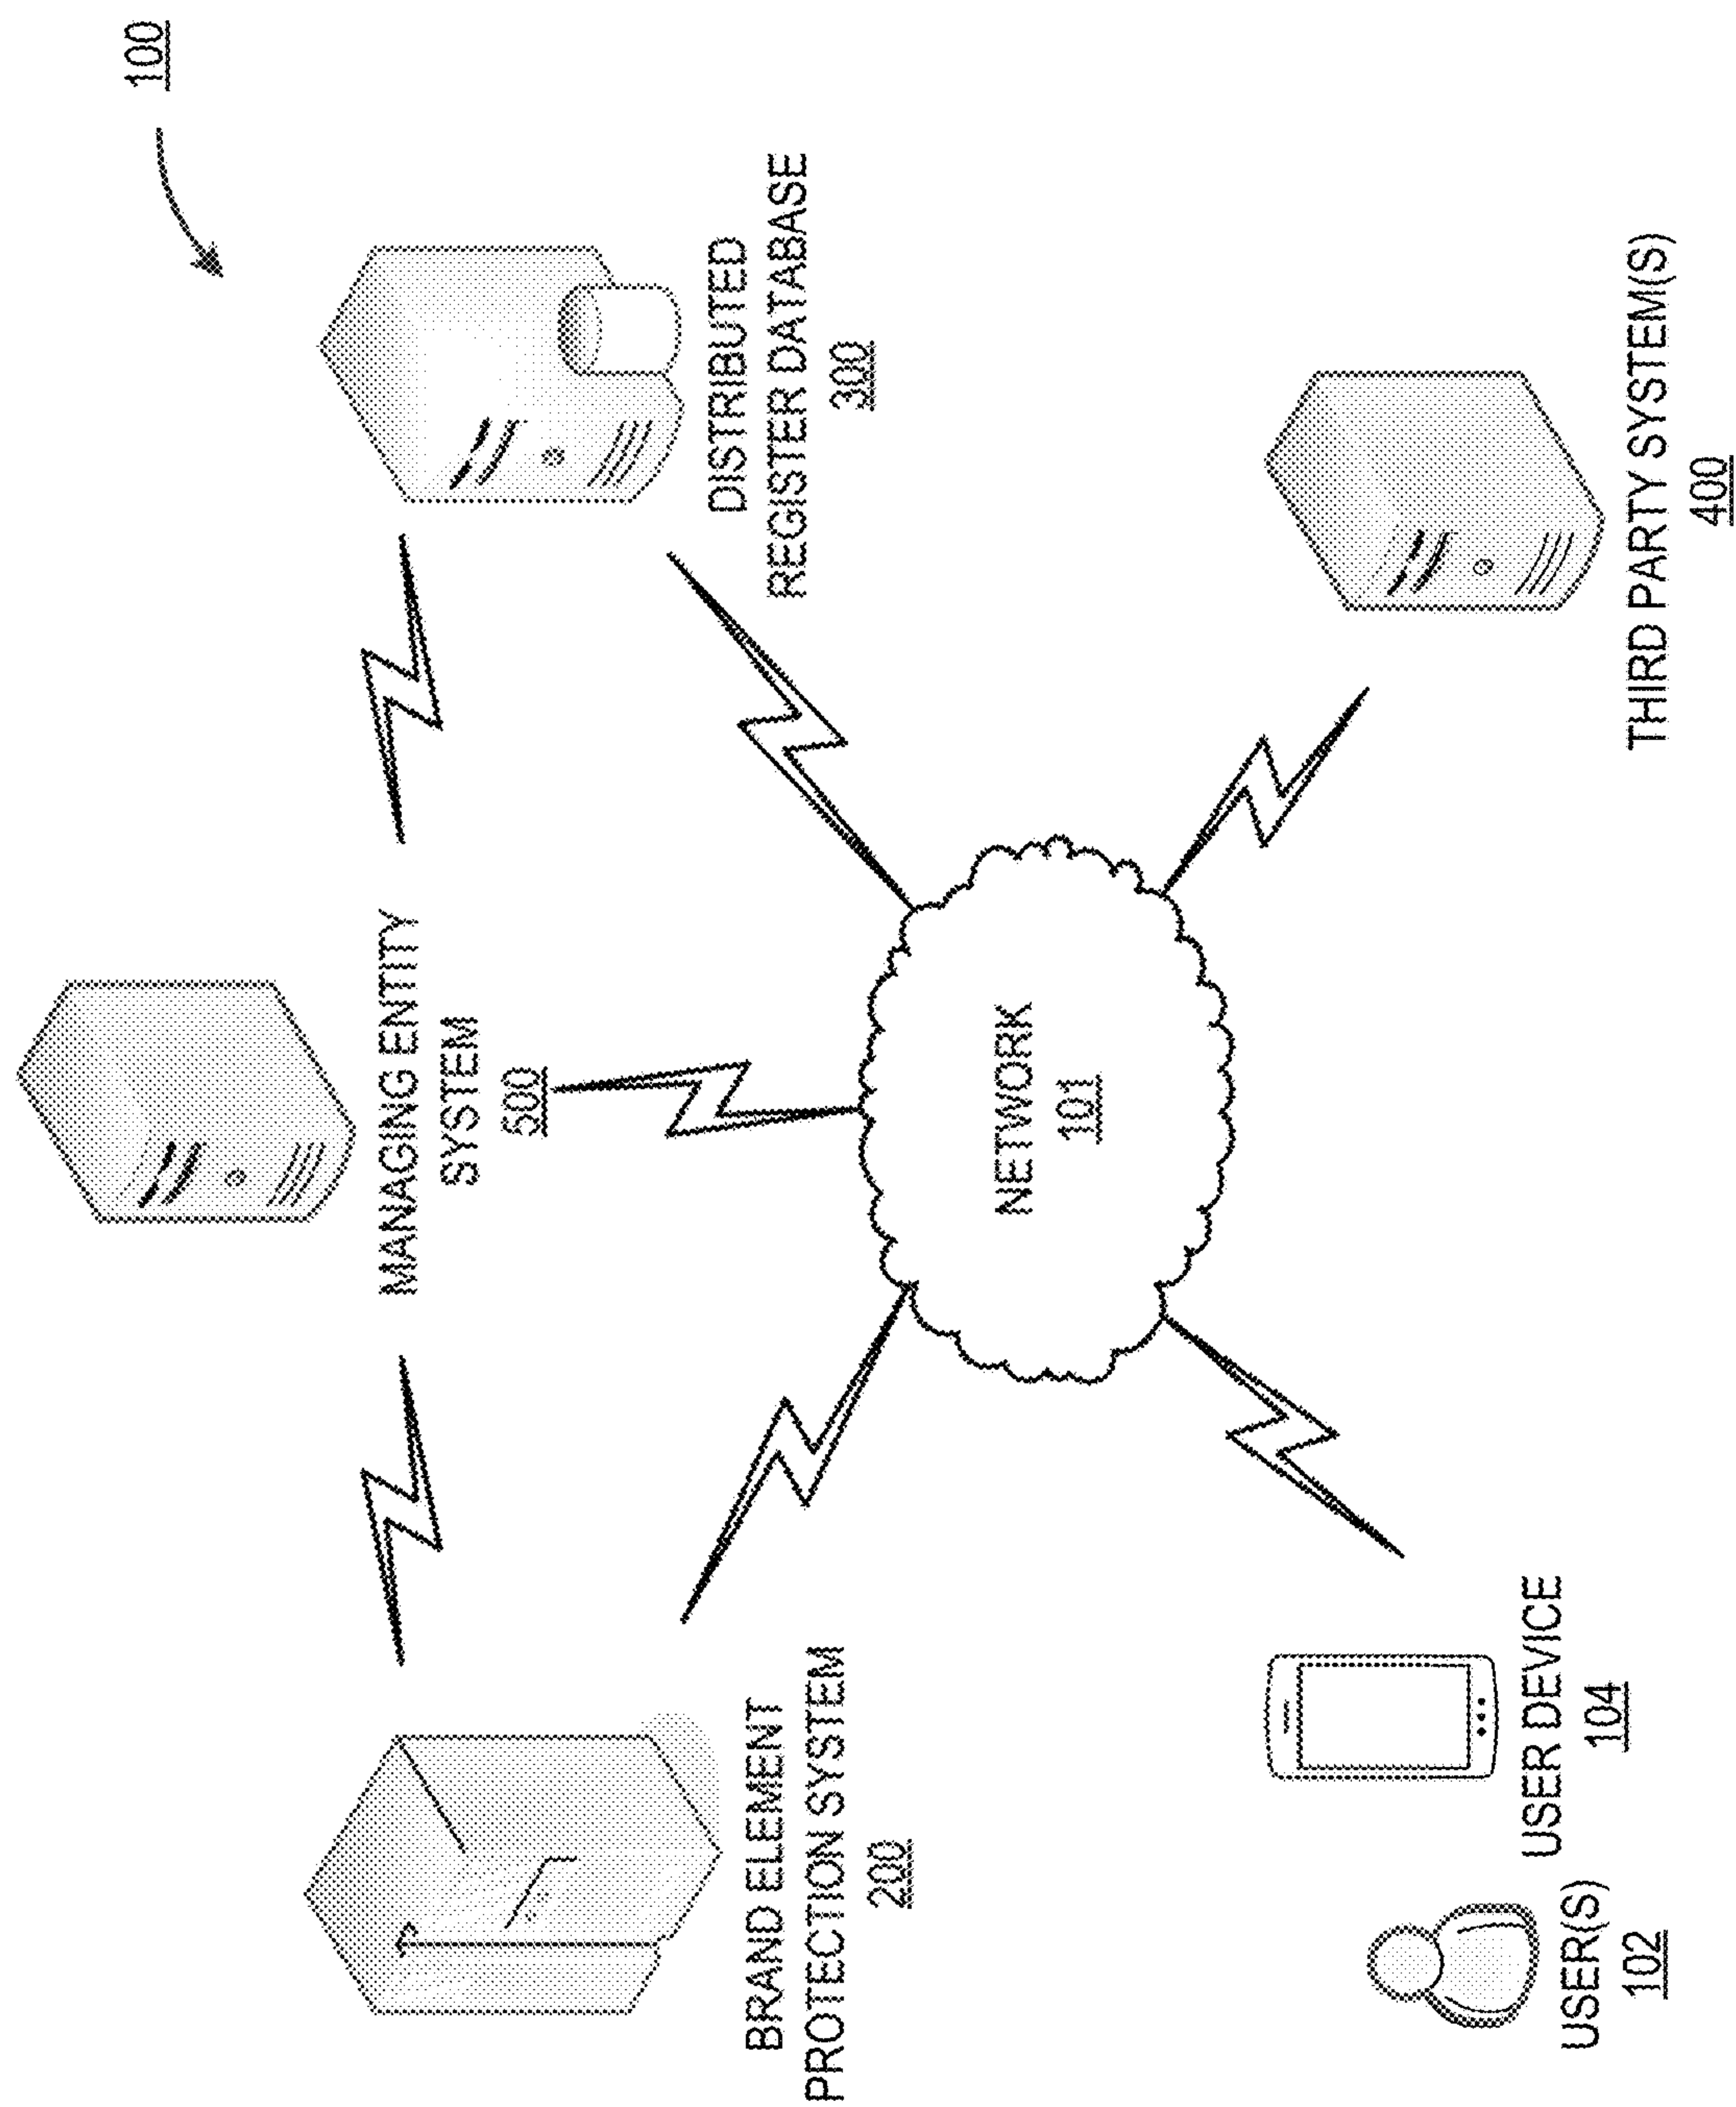 100
MANAGING ENTITY
SYSTEM
500
BRAND ELEMENT
PROTECTION SYSTEM
200
DISTRIBUTED
REGISTER DATABASE
300
NETWORK
101
USER(S)
102
USER DEVICE
104
THIRD PARTY SYSTEM(S)
400